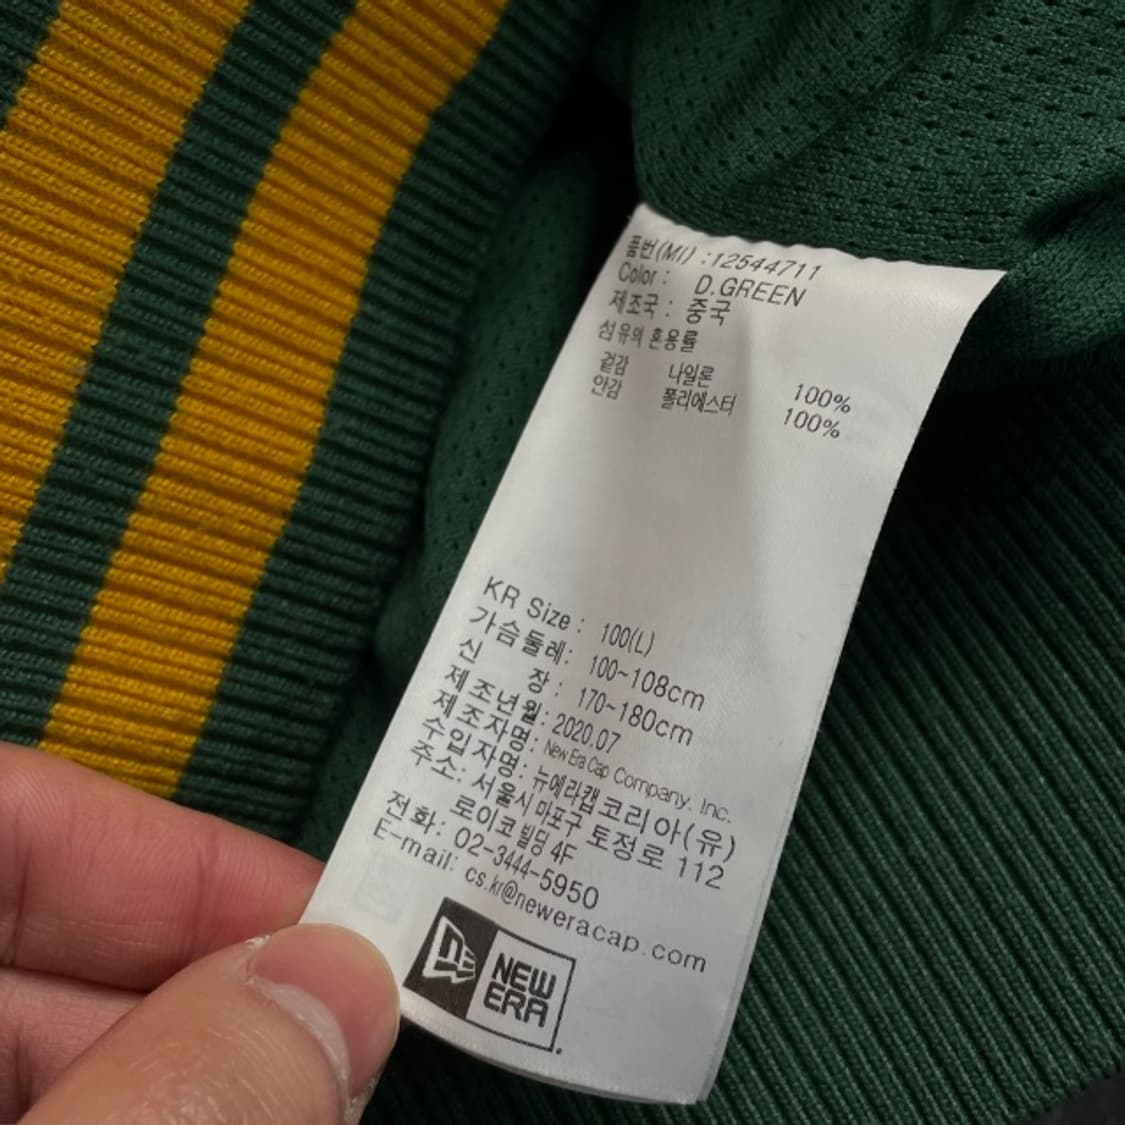 품번(MI) :12544711
Color : D.GREEN
제조국 : 중국
섬유의 혼용률
겉감 나일론 100%
안감 폴리에스터 100%
KR Size : 100(L)
가슴둘레: 100~108cm
신 장 : 170~180cm
제조년월: 2020.07
제조자명: New Era Cap Company, Inc.
수입자명: 뉴에라캡코리아(유)
주소: 서울시 마포구 토정로 112
로이코 빌딩 4F
전화: 02-3444-5950
E-mail: cs.kr@neweracap.com
NEW
ERA